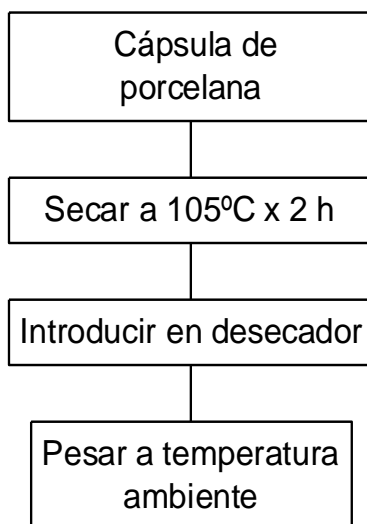 Cápsula de
porcelana
Secar a 105ºC x 2 h
Introducir en desecador
Pesar a temperatura
ambiente